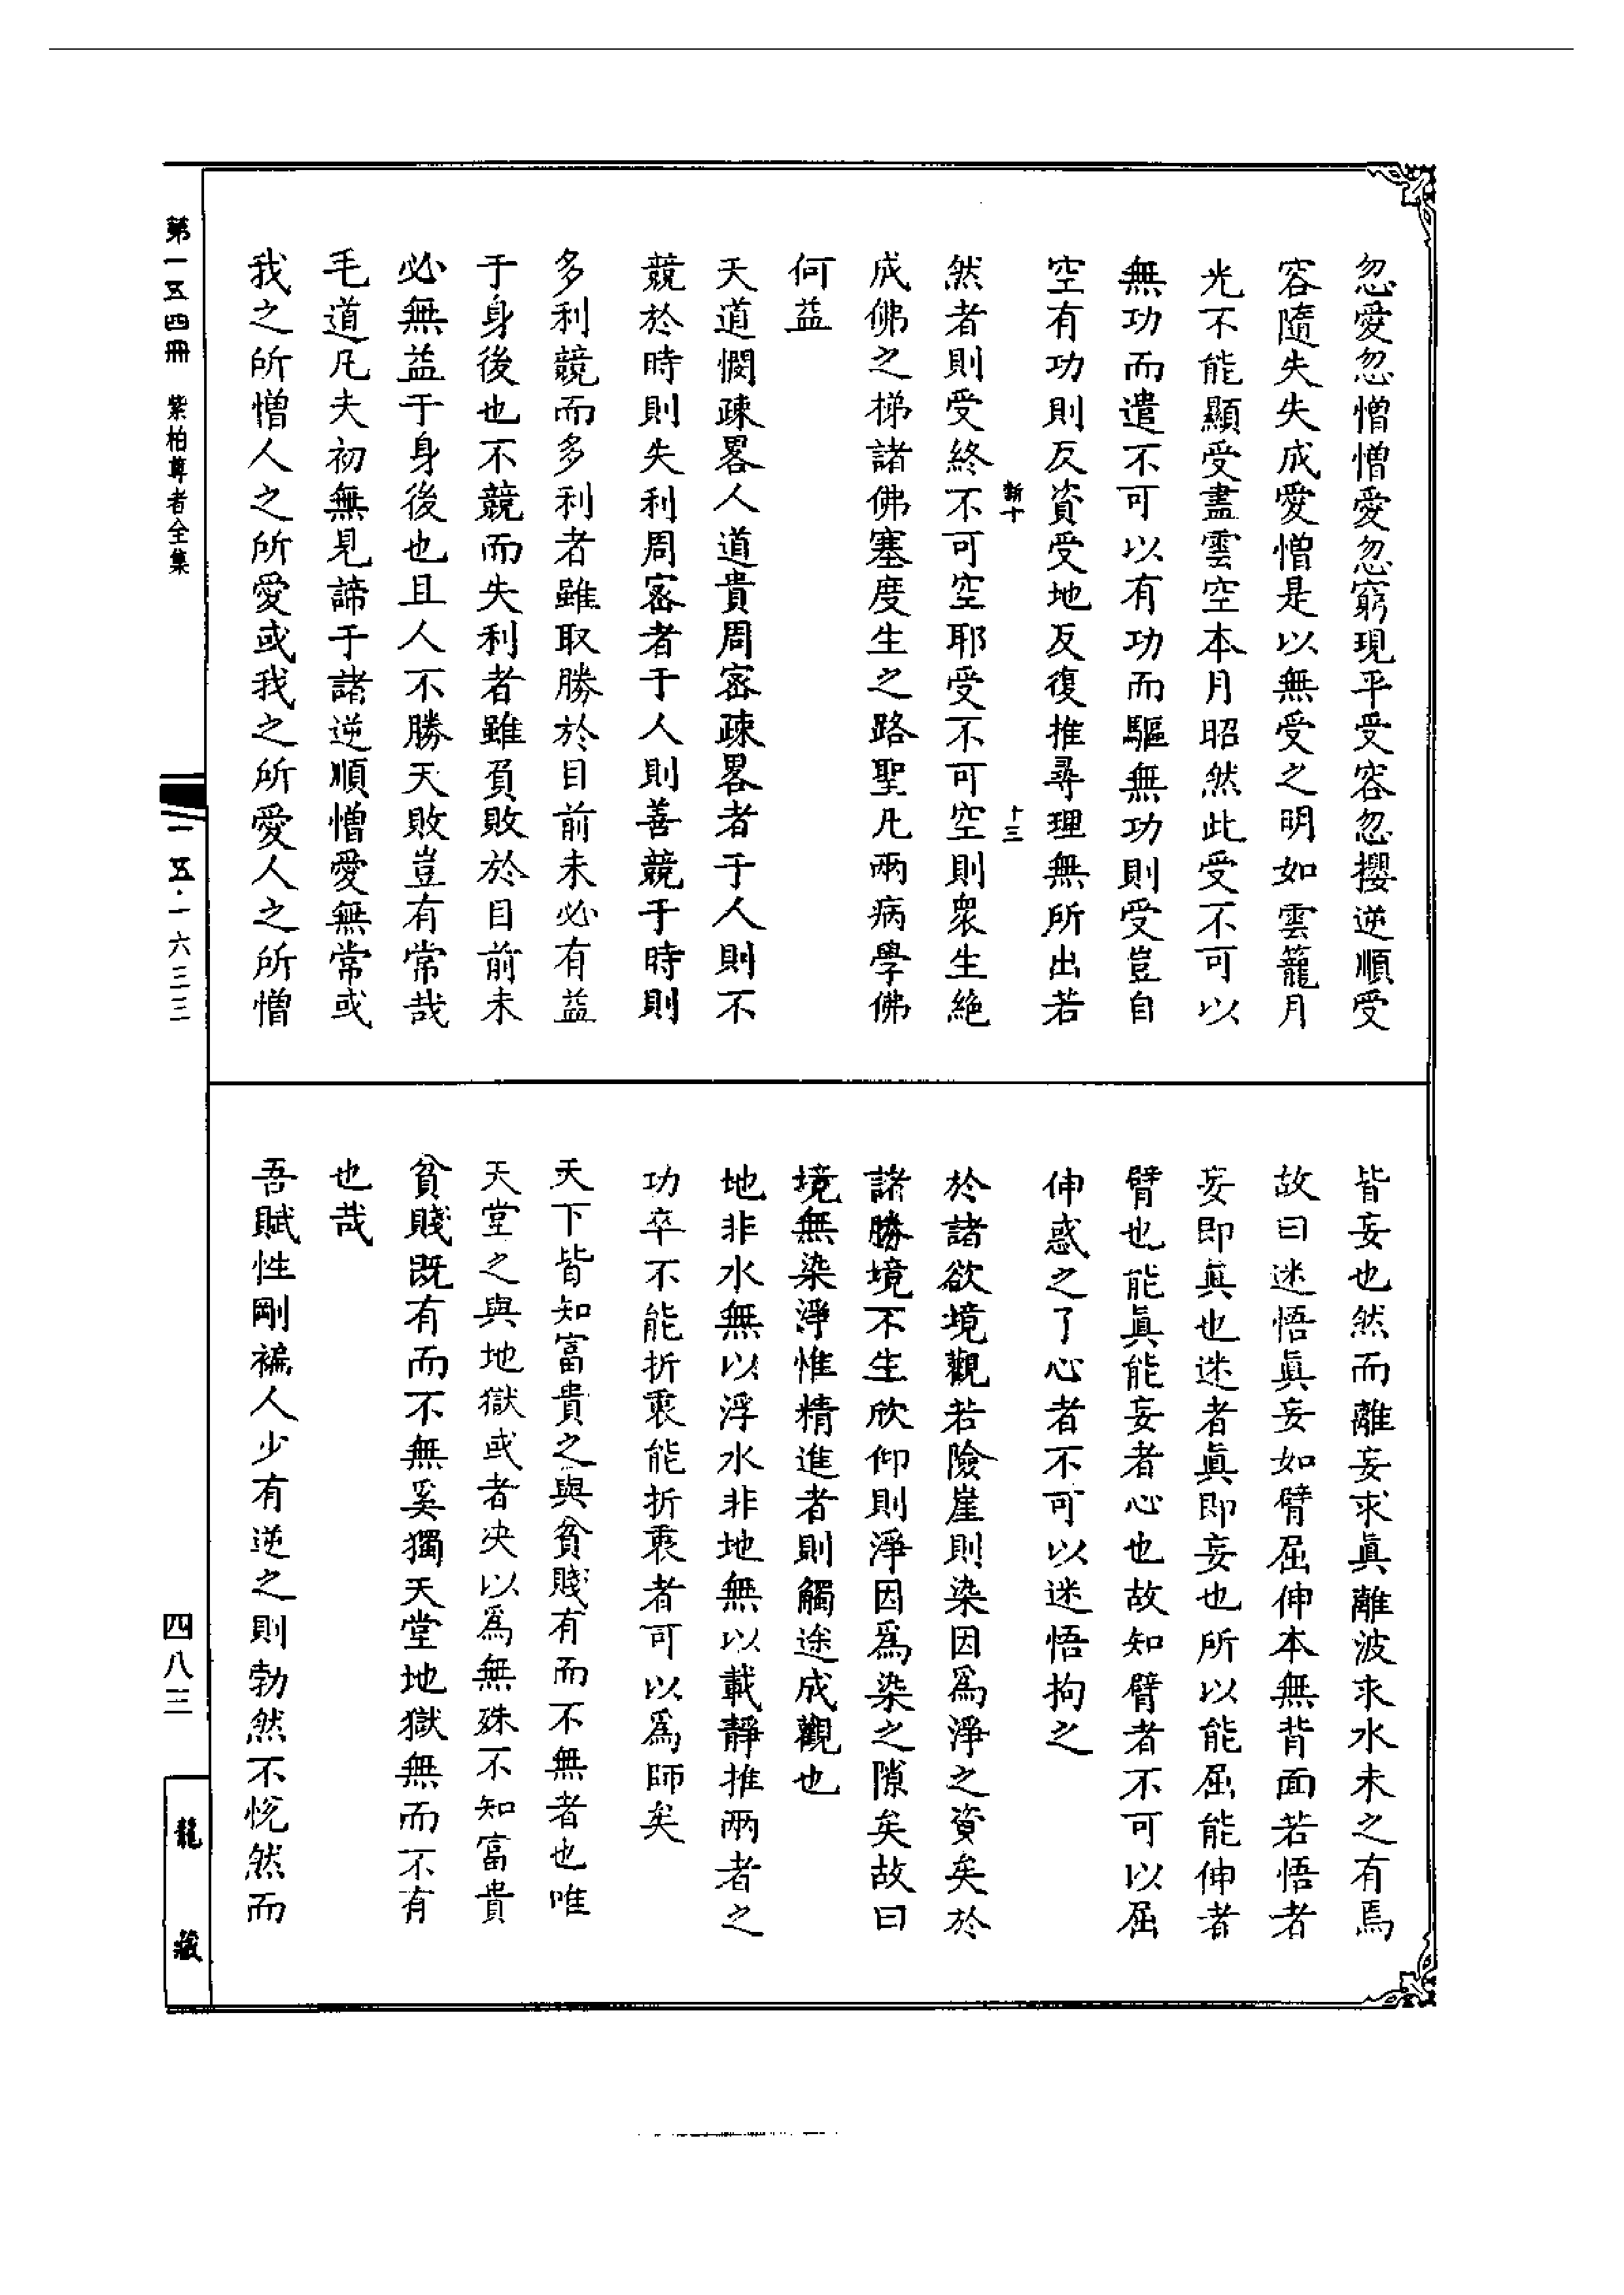 忽愛忽憎憎愛忽窮現平受容忽攖逆順受
容隨失失成愛憎是以無受之明如雲籠月
光不能顯受盡雲空本月昭然此受不可以
無功而遣不可以有功而驅無功則受豈自
空有功則反資受地反復推尋理無所出若
新十
十三
然者則受終不可空耶受不可空則衆生絶
成佛之梯諸佛塞度生之路聖凡兩病學佛
何益
天道憫疎畧人道貴周宻疎畧者于人則不
競於時則失利周宻者于人則善競于時則
多利競而多利者雖取勝於目前未必有益
于身後也不競而失利者雖負敗於目前未
必無益于身後也且人不勝天敗豈有常哉
毛道凡夫初無見諦于諸逆順憎愛無常或
我之所憎人之所愛或我之所愛人之所憎
皆妄也然而離妄求眞離波求水未之有焉
故曰迷悟眞妄如臂屈伸本無背面若悟者
妄即眞也迷者眞即妄也所以能屈能伸者
臂也能眞能妄者心也故知臂者不可以屈
伸惑之了心者不可以迷悟拘之
於諸欲境觀若險崖則染因爲淨之資矣於
諸勝境不生欣仰則淨因爲染之隙矣故曰
境無染淨惟精進者則觸途成觀也
地非水無以浮水非地無以載靜推兩者之
功卒不能折衷能折衷者可以爲師矣
天下皆知富貴之與貧賤有而不無者也唯
天堂之與地獄或者决以爲無殊不知富貴
貧賤既有而不無奚獨天堂地獄無而不有
也哉
吾賦性剛褊人少有逆之則勃然不悅然而
第一五四冊 紫柏尊者全集
一五·一六三三
四八三
龍藏